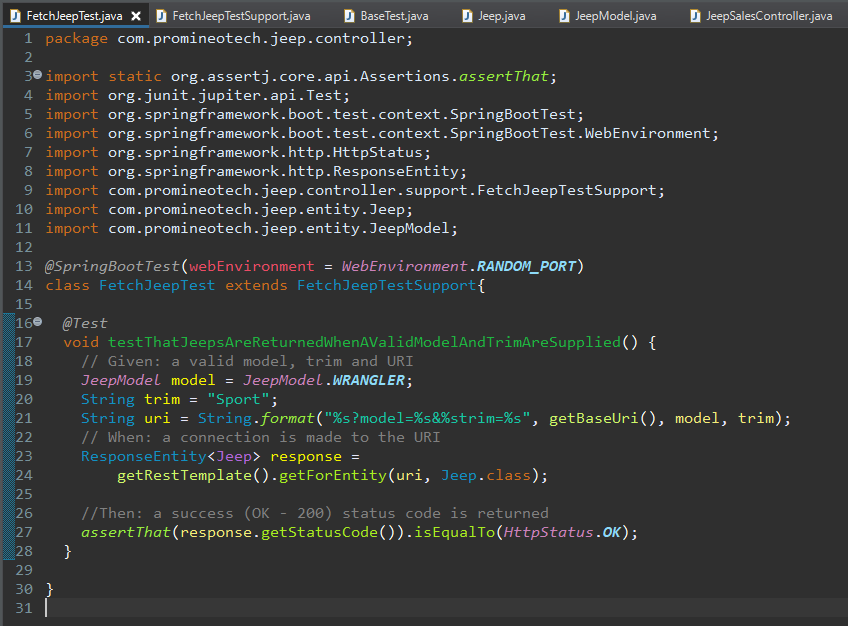 FetchJeepTest.java FetchJeepTestSupport.java BaseTest.java Jeep.java JeepModel.java JeepSalesController.java
1 package com.promineotech.jeep.controller;
2
3 import static org.assertj.core.api.Assertions.assertThat;
4 import org.junit.jupiter.api.Test;
5 import org.springframework.boot.test.context.SpringBootTest;
6 import org.springframework.boot.test.context.SpringBootTest.WebEnvironment;
7 import org.springframework.http.HttpStatus;
8 import org.springframework.http.ResponseEntity;
9 import com.promineotech.jeep.controller.support.FetchJeepTestSupport;
10 import com.promineotech.jeep.entity.Jeep;
11 import com.promineotech.jeep.entity.JeepModel;
12
13 @SpringBootTest(webEnvironment = WebEnvironment.RANDOM_PORT)
14 class FetchJeepTest extends FetchJeepTestSupport{
15
16 @Test
17 void testThatJeepsAreReturnedWhenAValidModelAndTrimAreSupplied() {
18 // Given: a valid model, trim and URI
19 JeepModel model = JeepModel.WRANGLER;
20 String trim = "Sport";
21 String uri = String.format("%s?model=%s&%strim=%s", getBaseUri(), model, trim);
22 // When: a connection is made to the URI
23 ResponseEntity<Jeep> response =
24 getRestTemplate().getForEntity(uri, Jeep.class);
25
26 //Then: a success (OK - 200) status code is returned
27 assertThat(response.getStatusCode()).isEqualTo(HttpStatus.OK);
28 }
29
30 }
31